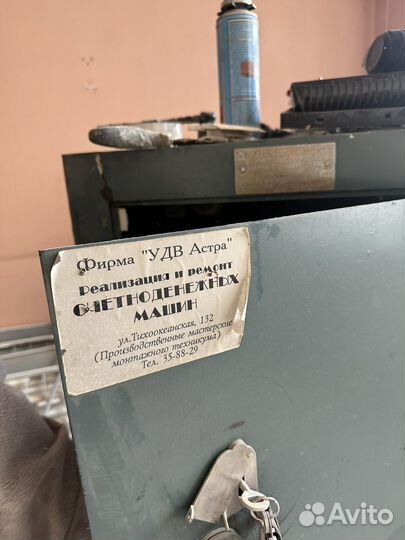 Фирма "УДВ Астра"
Реализация и ремонт
СЧЕТНОДЕНЕЖНЫХ
МАШИН
ул.Тихоокеанская, 132
(Производственные мастерские
монтажного техникума)
Тел. 35-88-29
Avito